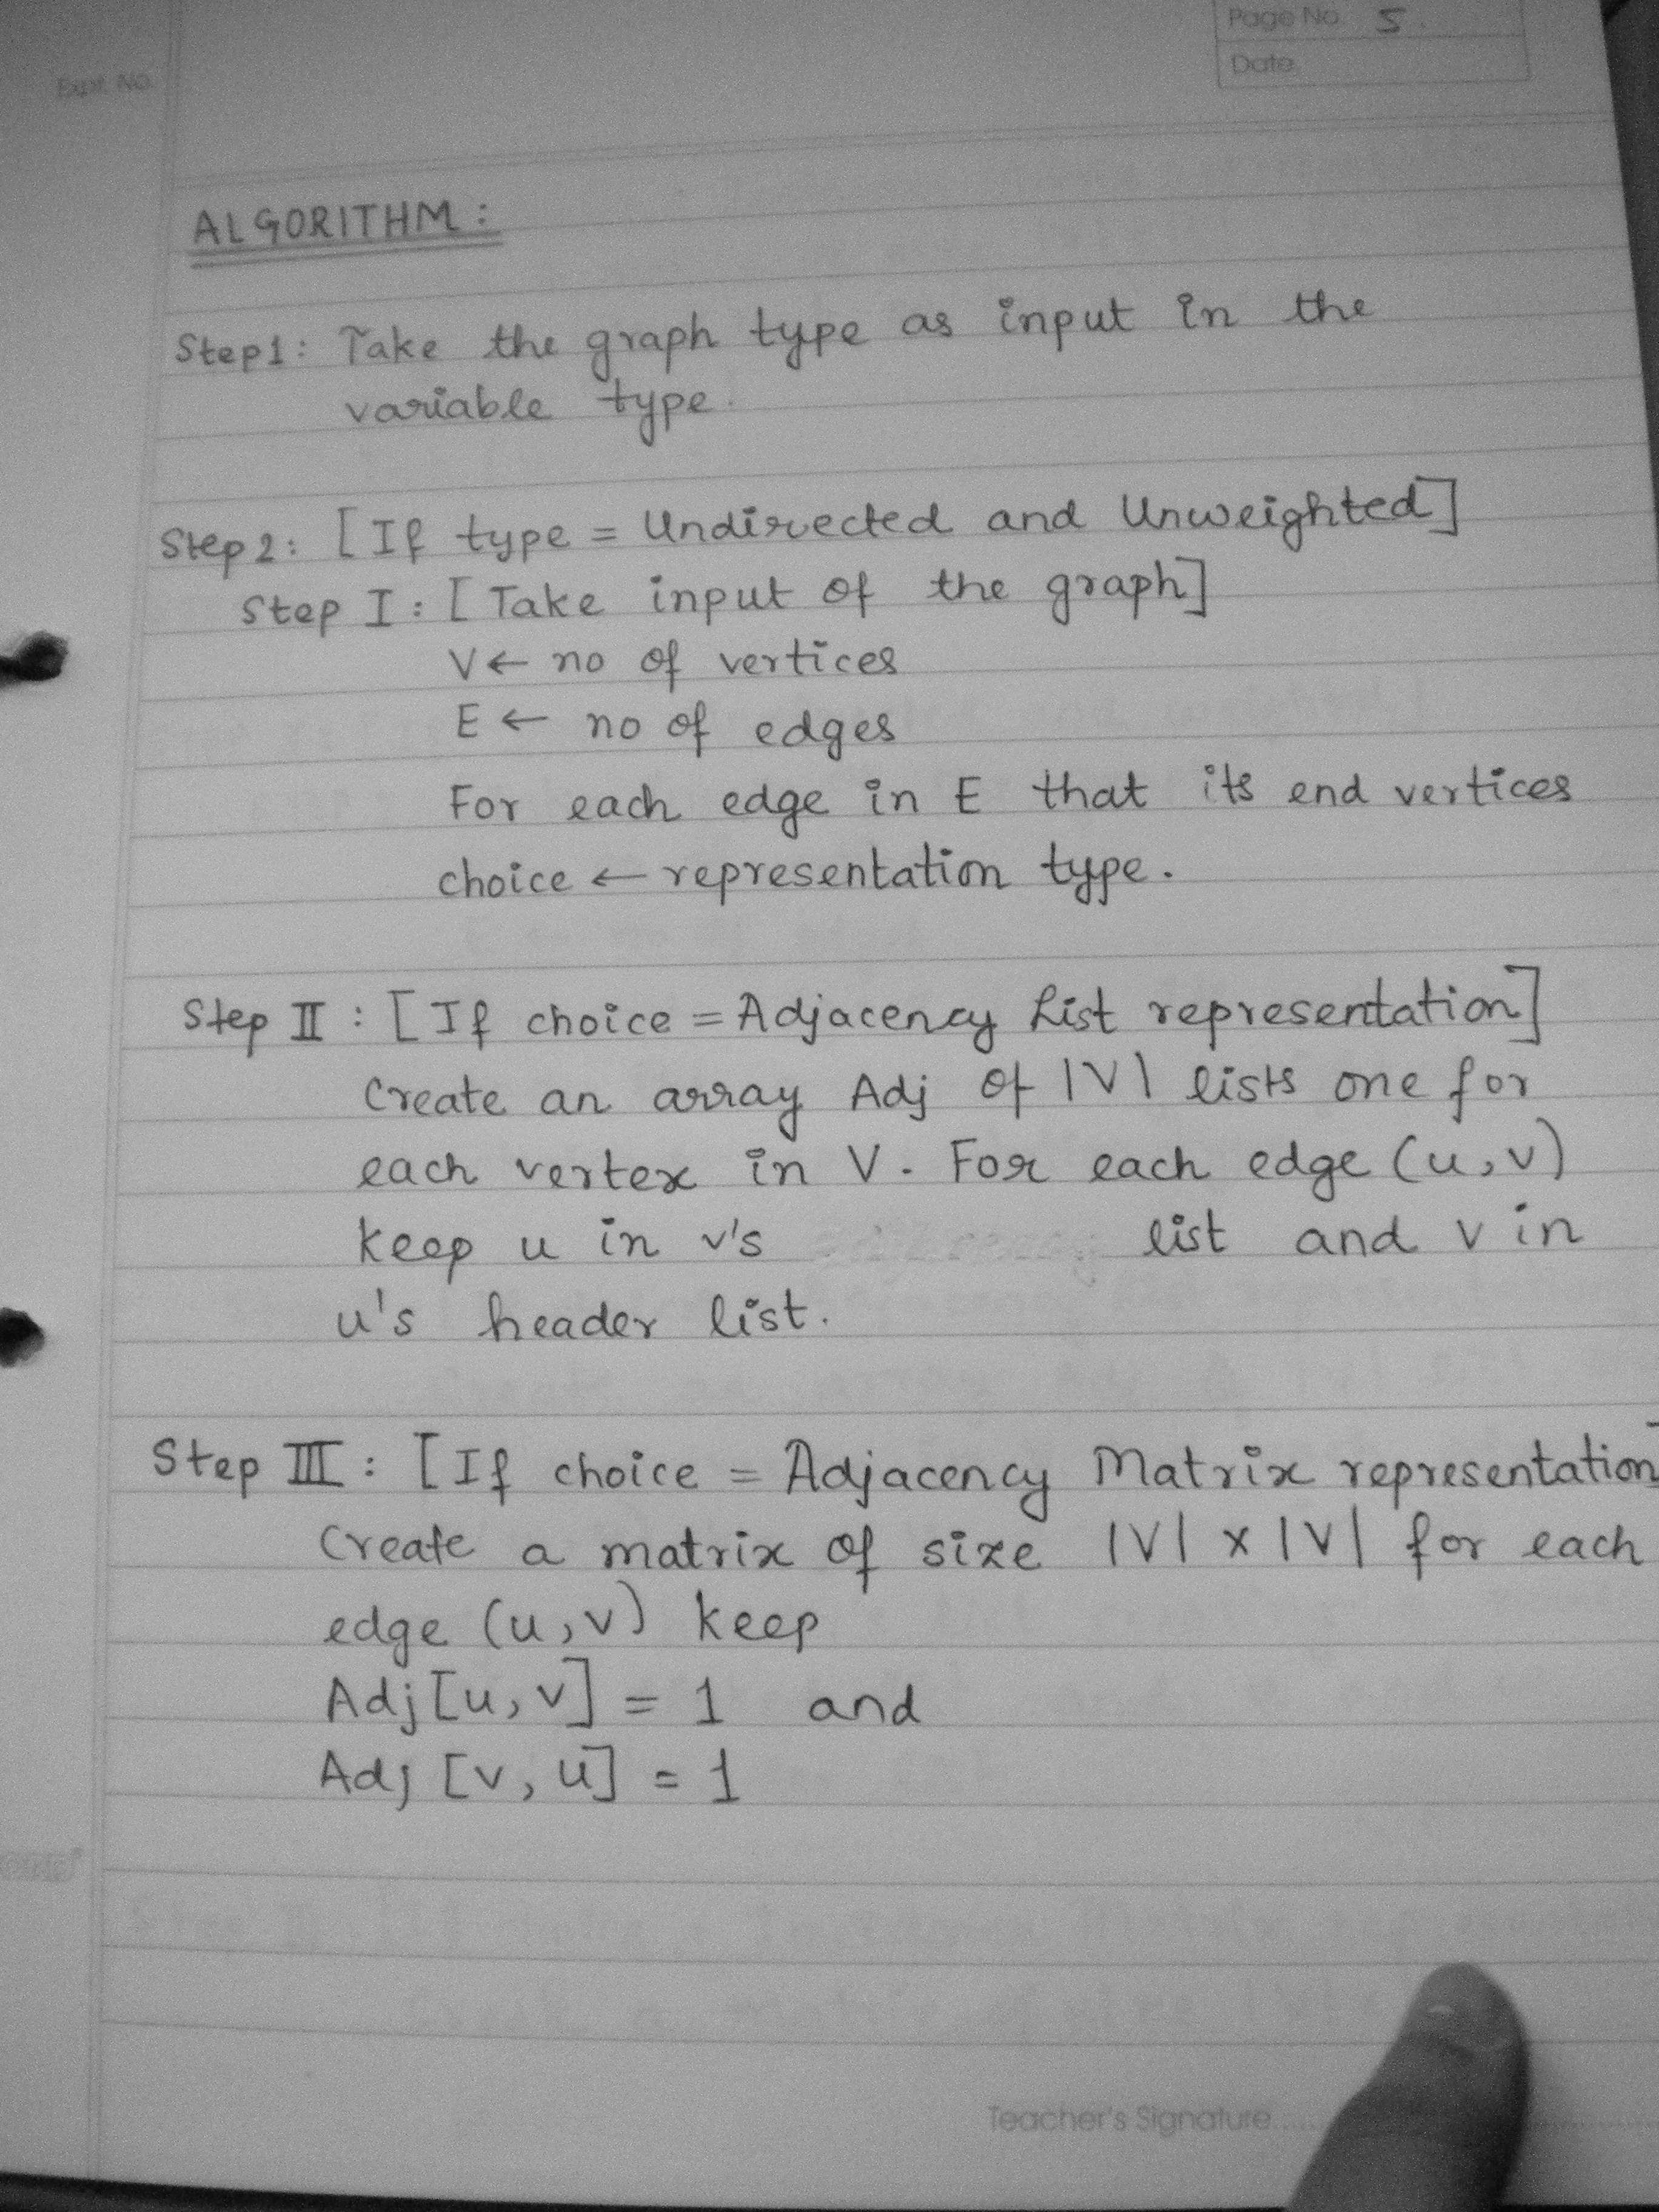 Page No. 5.
Date
Expt. No.
ALGORITHM:
Step1: Take the graph type as input in the
variable type.
Step 2: [If type = Undirected and Unweighted]
Step I: [Take input of the graph]
V ← no of vertices
E ← no of edges
For each edge in E that its end vertices
choice ← representation type.
Step II: [If choice = Adjacency List representation]
Create an array Adj of |V| lists one for
each vertex in V. For each edge (u,v)
keep u in v's list and v in
u's header list.
Step III: [If choice = Adjacency Matrix representation
Create a matrix of size |V| x |V| for each
edge (u,v) keep
Adj[u,v] = 1 and
Adj [v,u] = 1
Teacher's Signature